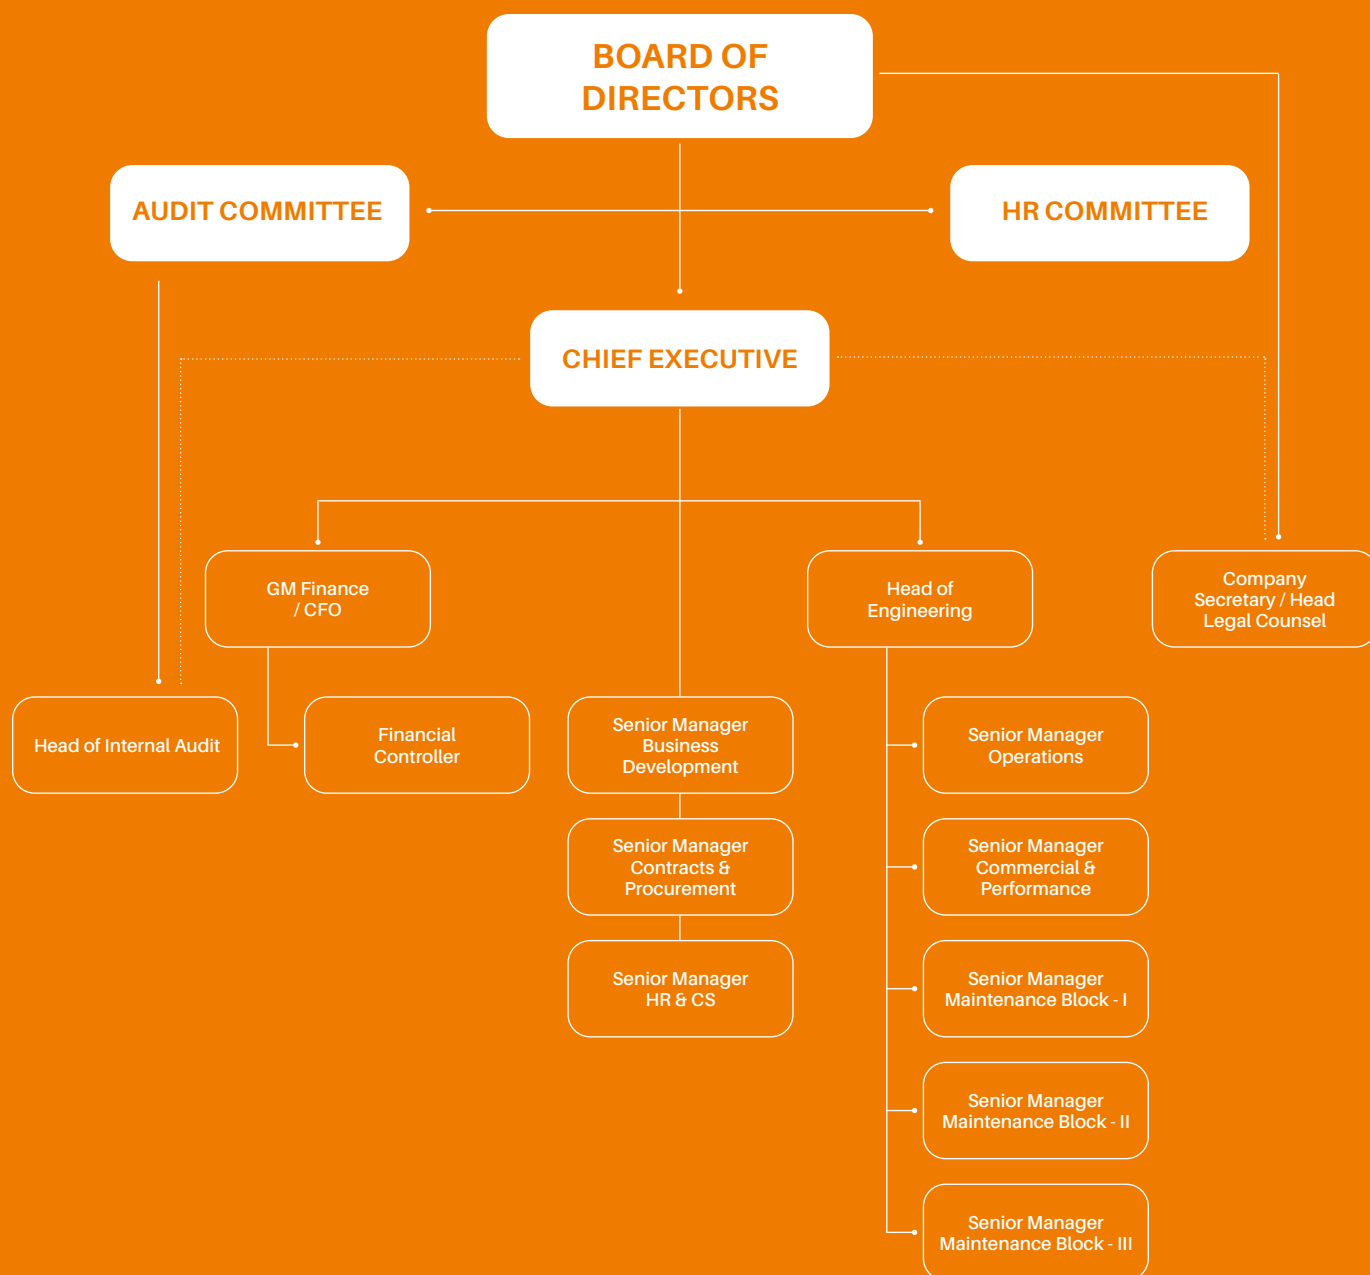 BOARD OF
DIRECTORS
AUDIT COMMITTEE
HR COMMITTEE
CHIEF EXECUTIVE
GM Finance
/ CFO
Head of
Engineering
Company
Secretary / Head
Legal Counsel
Head of Internal Audit
Financial
Controller
Senior Manager
Business
Development
Senior Manager
Operations
Senior Manager
Contracts &
Procurement
Senior Manager
Commercial &
Performance
Senior Manager
HR & CS
Senior Manager
Maintenance Block - I
Senior Manager
Maintenance Block - II
Senior Manager
Maintenance Block - III